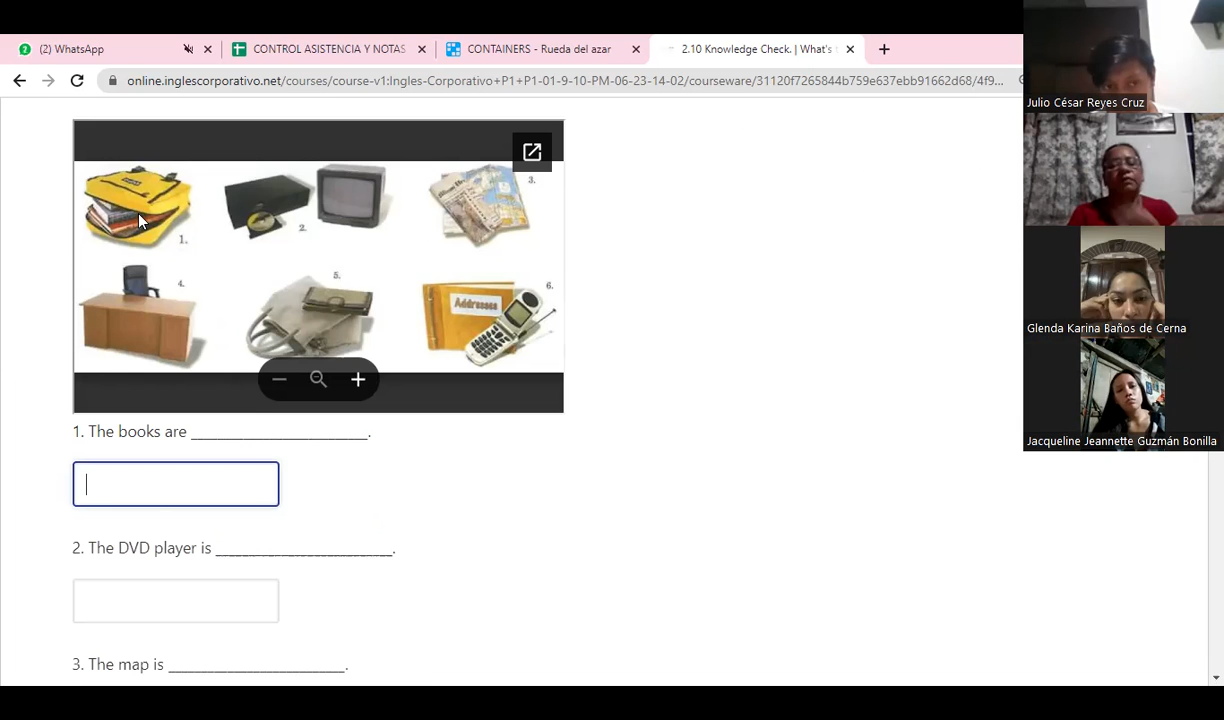 (2) WhatsApp
CONTROL ASISTENCIA Y NOTAS
CONTAINERS - Rueda del azar
2.10 Knowledge Check. | What's
online.inglescorporativo.net/courses/course-v1:Ingles-Corporativo+P1+P1-01-9-10-PM-06-23-14-02/courseware/31120f7265844b759e637ebb91662d68/4f9...
Julio César Reyes Cruz
1.
2.
3.
4.
5.
6.
Addresses
Glenda Karina Baños de Cerna
Jacqueline Jeannette Guzmán Bonilla
1. The books are ________________________.
2. The DVD player is ________________________.
3. The map is ________________________.